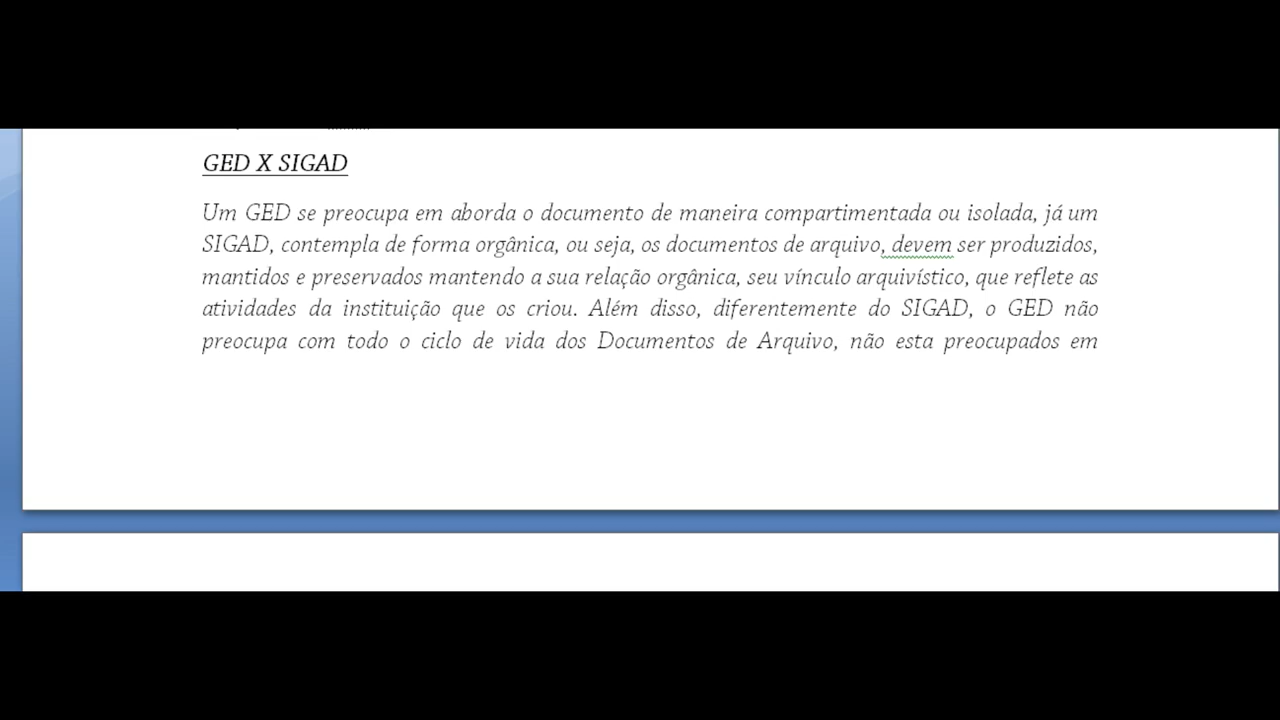 GED X SIGAD
Um GED se preocupa em aborda o documento de maneira compartimentada ou isolada, já um
SIGAD, contempla de forma orgânica, ou seja, os documentos de arquivo, devem ser produzidos,
mantidos e preservados mantendo a sua relação orgânica, seu vínculo arquivístico, que reflete as
atividades da instituição que os criou. Além disso, diferentemente do SIGAD, o GED não
preocupa com todo o ciclo de vida dos Documentos de Arquivo, não esta preocupados em